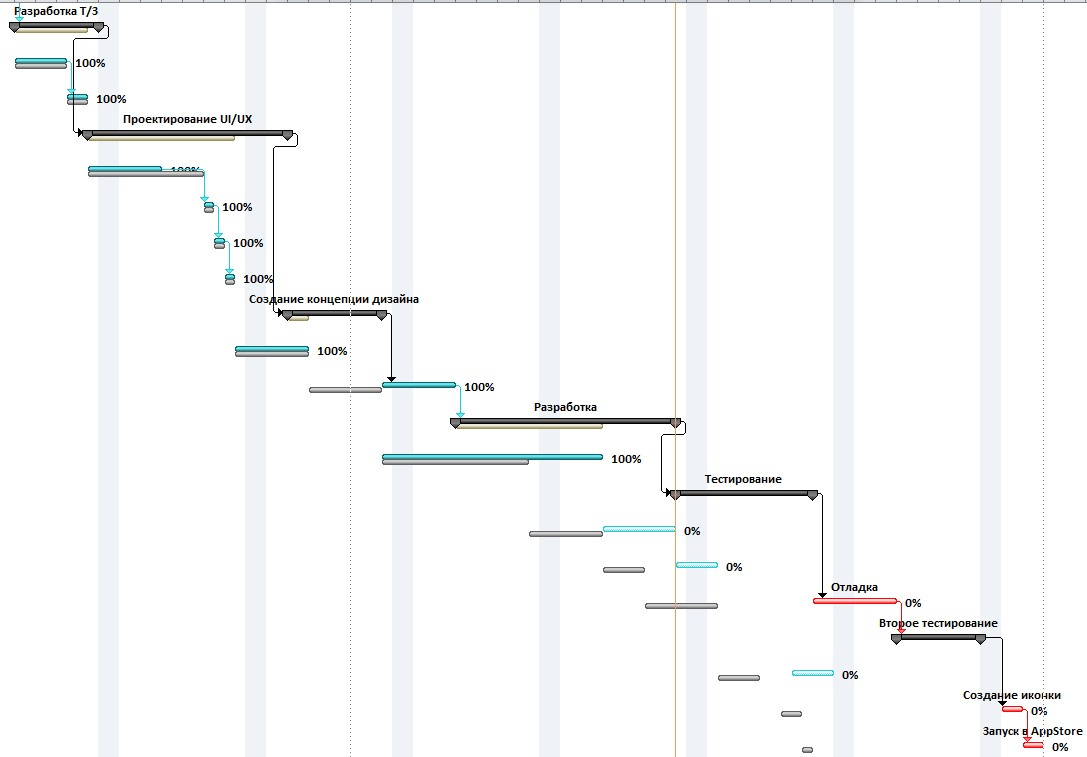 Разработка Т/З
100%
100%
Проектирование UI/UX
100%
100%
100%
100%
Создание концепции дизайна
100%
100%
Разработка
100%
Тестирование
0%
0%
Отладка
0%
Второе тестирование
0%
Создание иконки
0%
Запуск в AppStore
0%